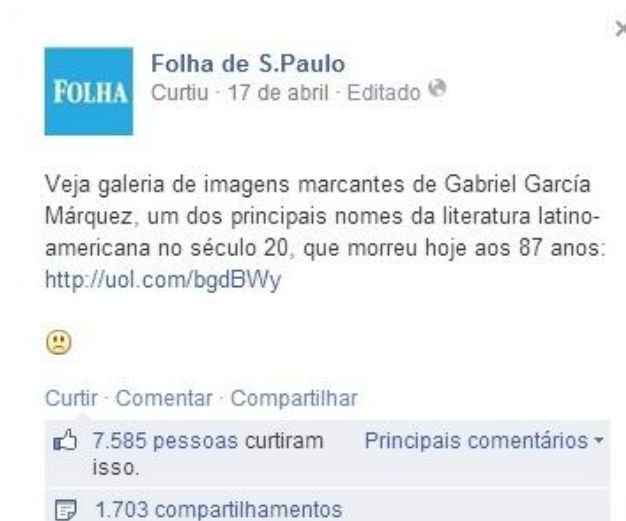 ×
FOLHA
Folha de S.Paulo
Curtiu · 17 de abril · Editado
Veja galeria de imagens marcantes de Gabriel García
Márquez, um dos principais nomes da literatura latino-
americana no século 20, que morreu hoje aos 87 anos:
http://uol.com/bgdBWy
Curtir · Comentar · Compartilhar
7.585 pessoas curtiram Principais comentários
isso.
1.703 compartilhamentos